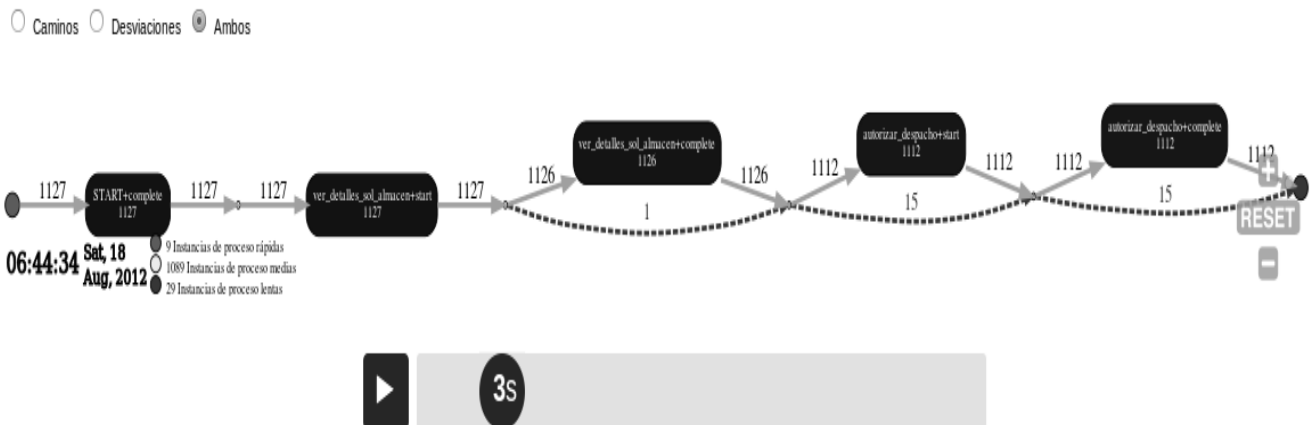 Caminos Desviaciones Ambos
1127
START+complete
1127
1127
1127
ver_detalles_sol_almacen+start
1127
1127
1126
ver_detalles_sol_almacen+complete
1126
1126
1
1112
autorizar_despacho+start
1112
1112
15
1112
autorizar_despacho+complete
1112
1112
15
+
RESET
−
06:44:34
Sat, 18
Aug, 2012
9 Instancias de proceso rápidas
1089 Instancias de proceso medias
29 Instancias de proceso lentas
3s